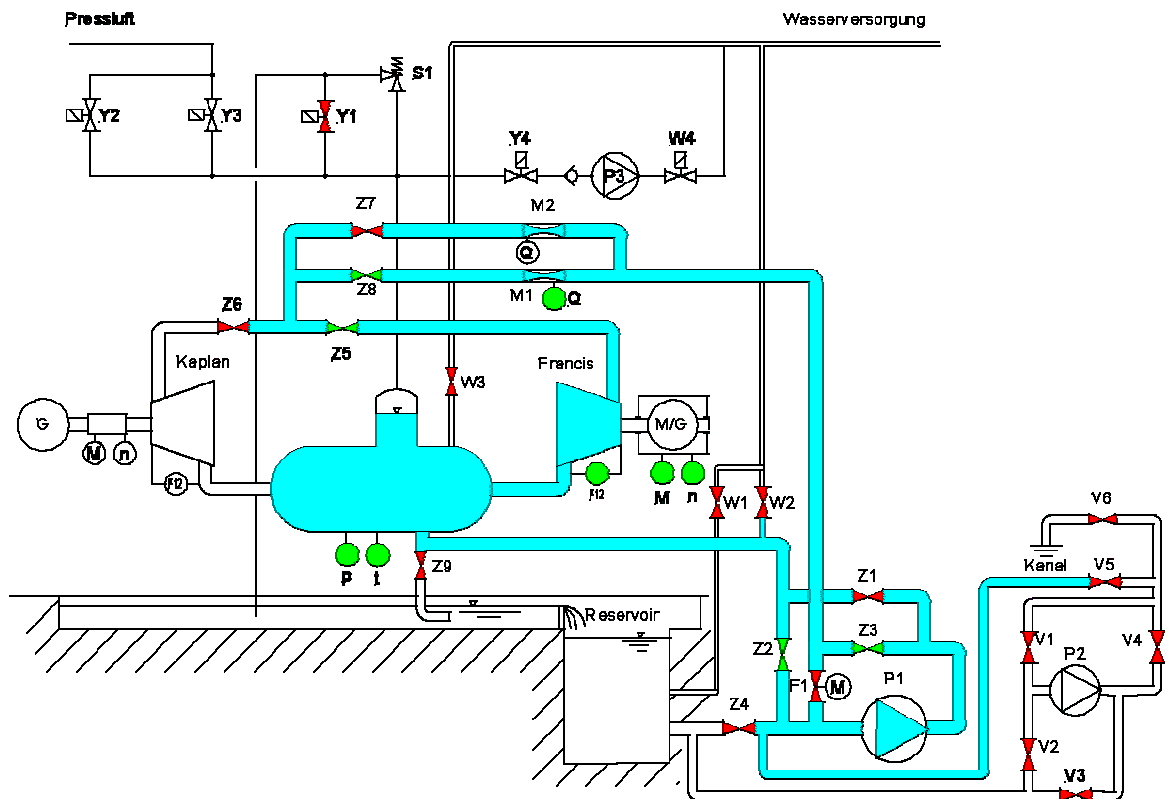 Pressluft
Wasserversorgung
S1
Y2
Y3
Y1
Y4
W4
P3
Z7
M2
Q
Z8
M1
Q
Z6
Z5
Kaplan
Francis
W3
G
M/G
M
n
F12
F12
M
n
W1
W2
V6
P
t
Z9
Kanal
V5
Z1
Reservoir
Z2
Z3
V1
V4
P2
F1
M
P1
Z4
V2
V3